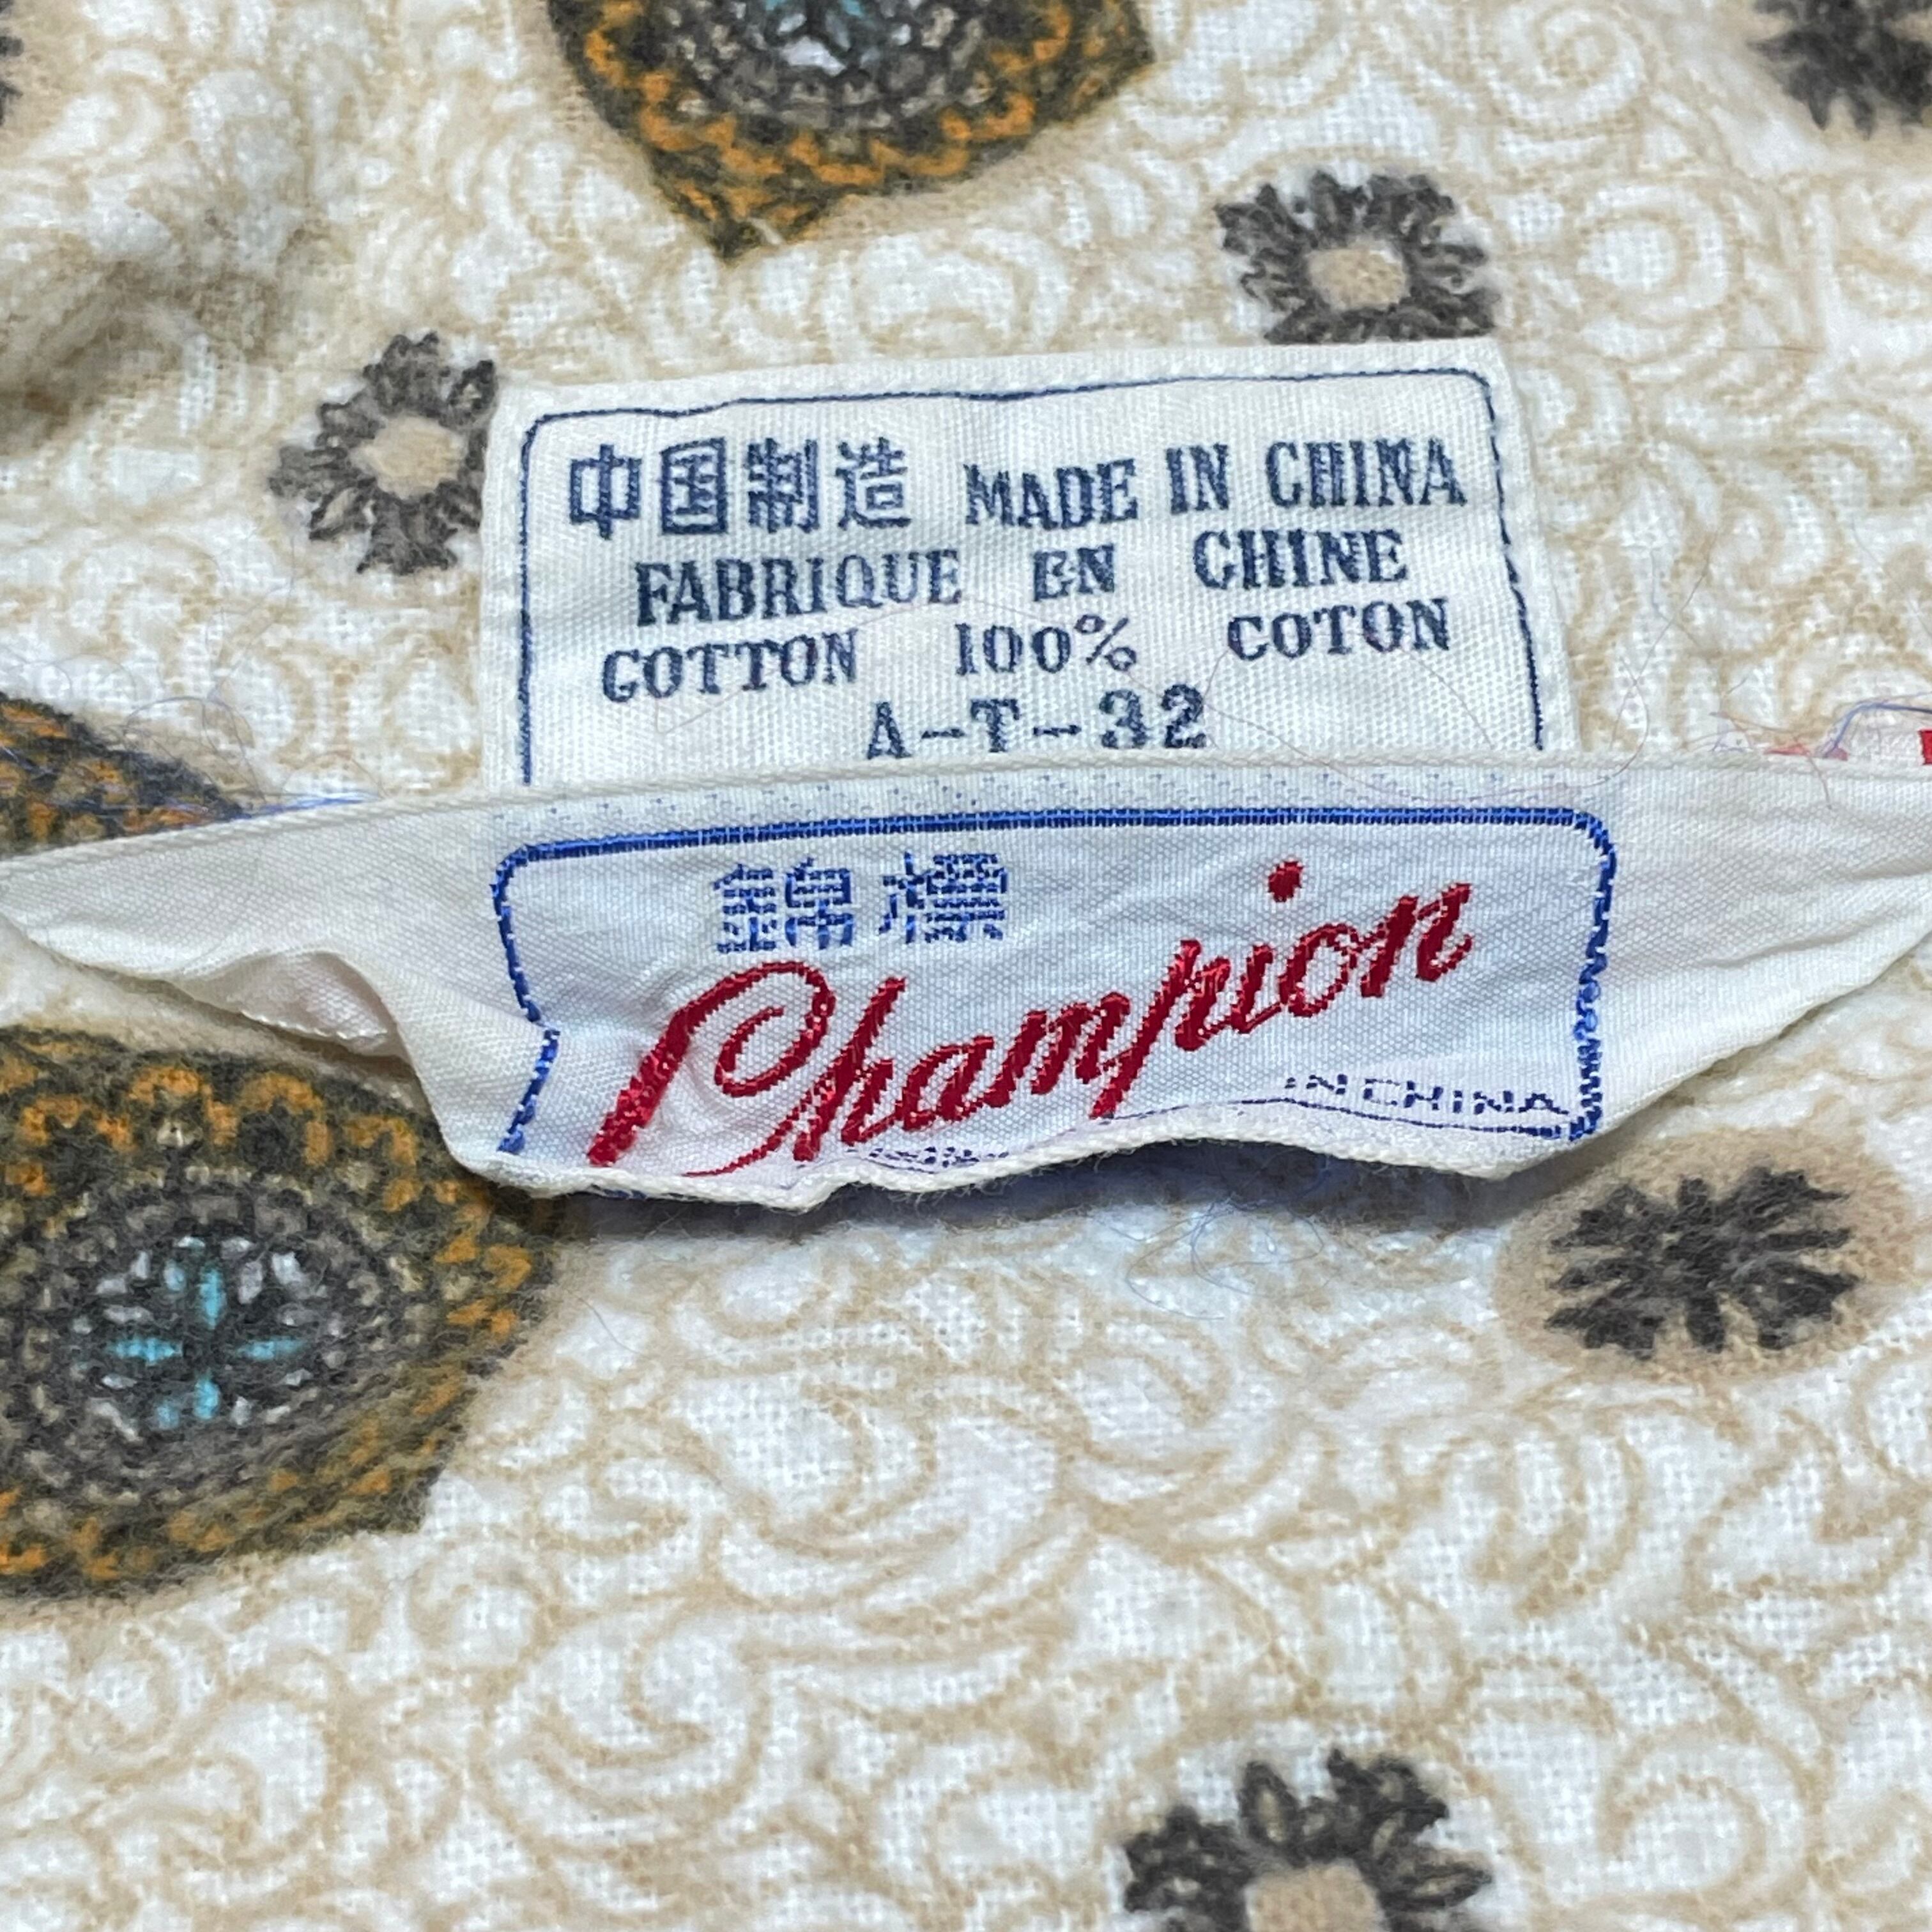 中国制造 MADE IN CHINA
FABRIQUE EN CHINE
COTTON 100% COTON
A-T-32
錦標
Champion
IN CHINA